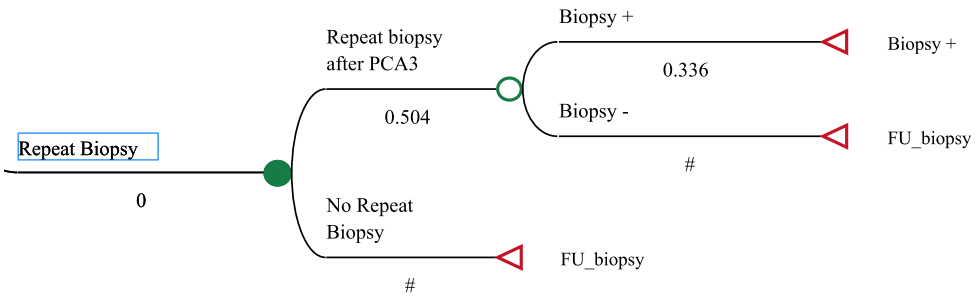 Biopsy +
Biopsy +
0.336
Repeat biopsy
after PCA3
0.504
Biopsy -
FU_biopsy
#
Repeat Biopsy
0
No Repeat
Biopsy
FU_biopsy
#